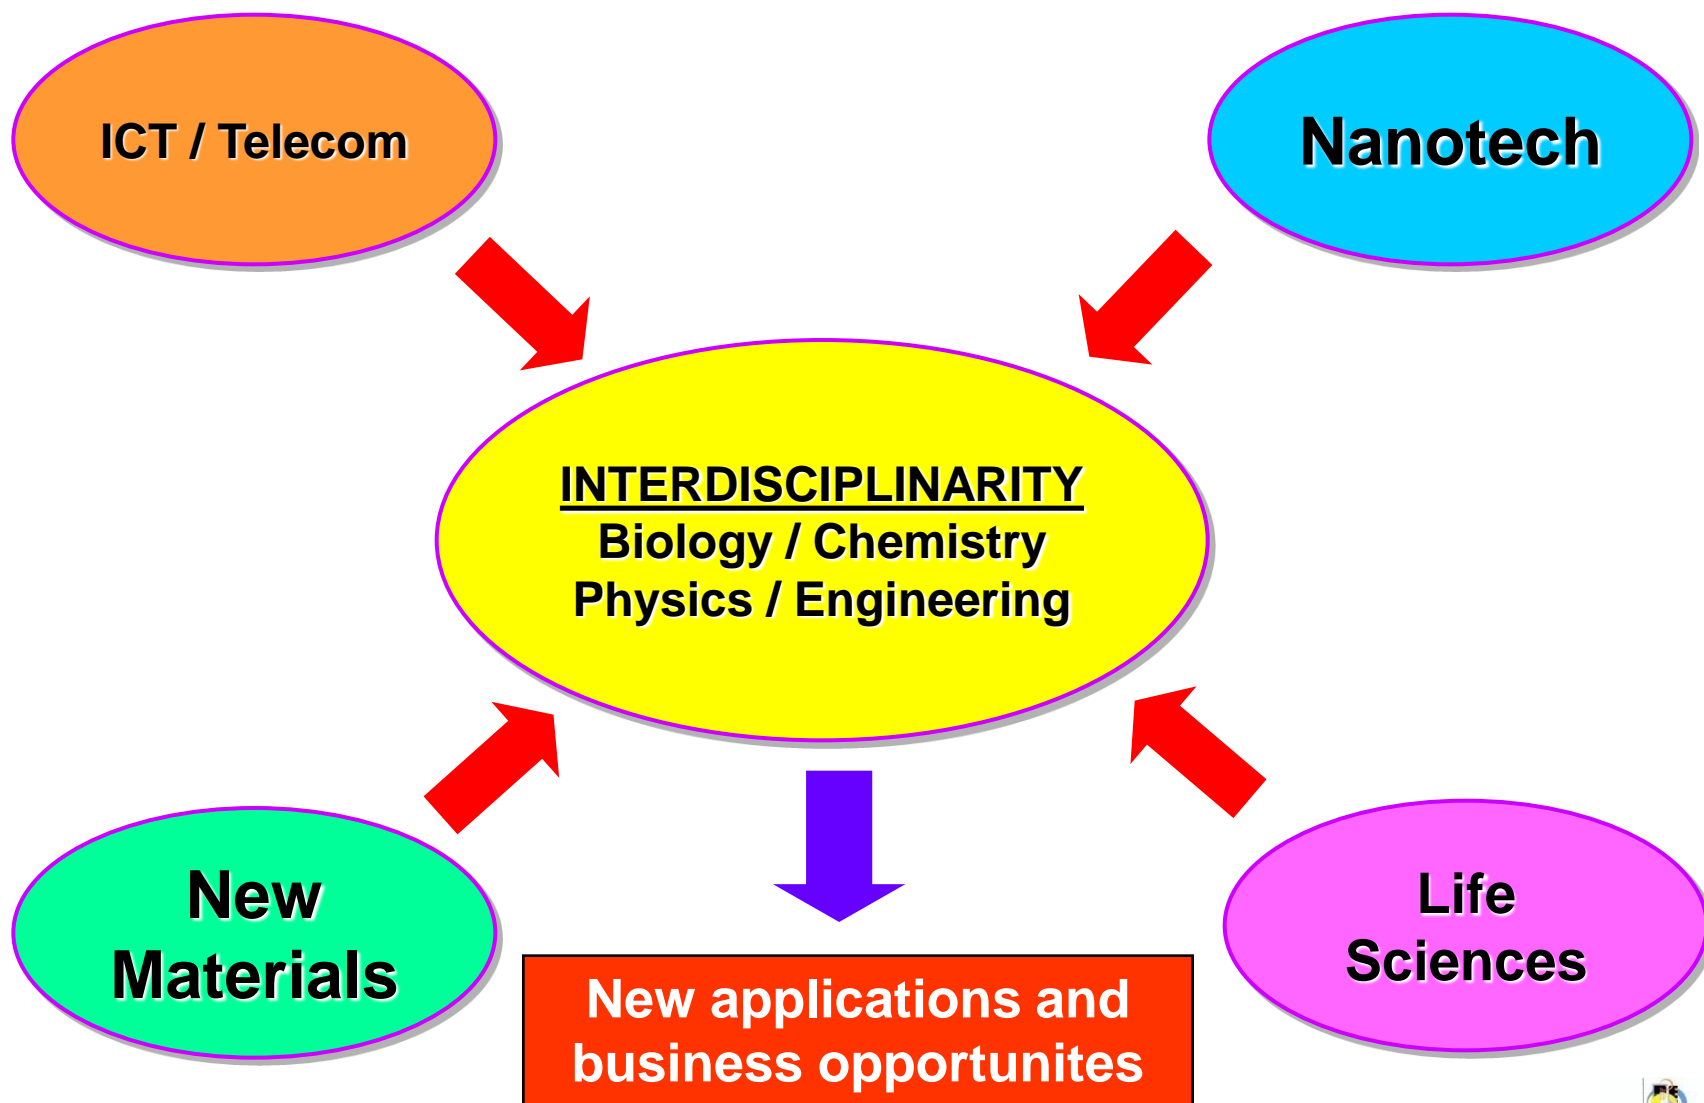 ICT / Telecom
Nanotech
INTERDISCIPLINARITY
Biology / Chemistry
Physics / Engineering
New
Materials
Life
Sciences
New applications and
business opportunites